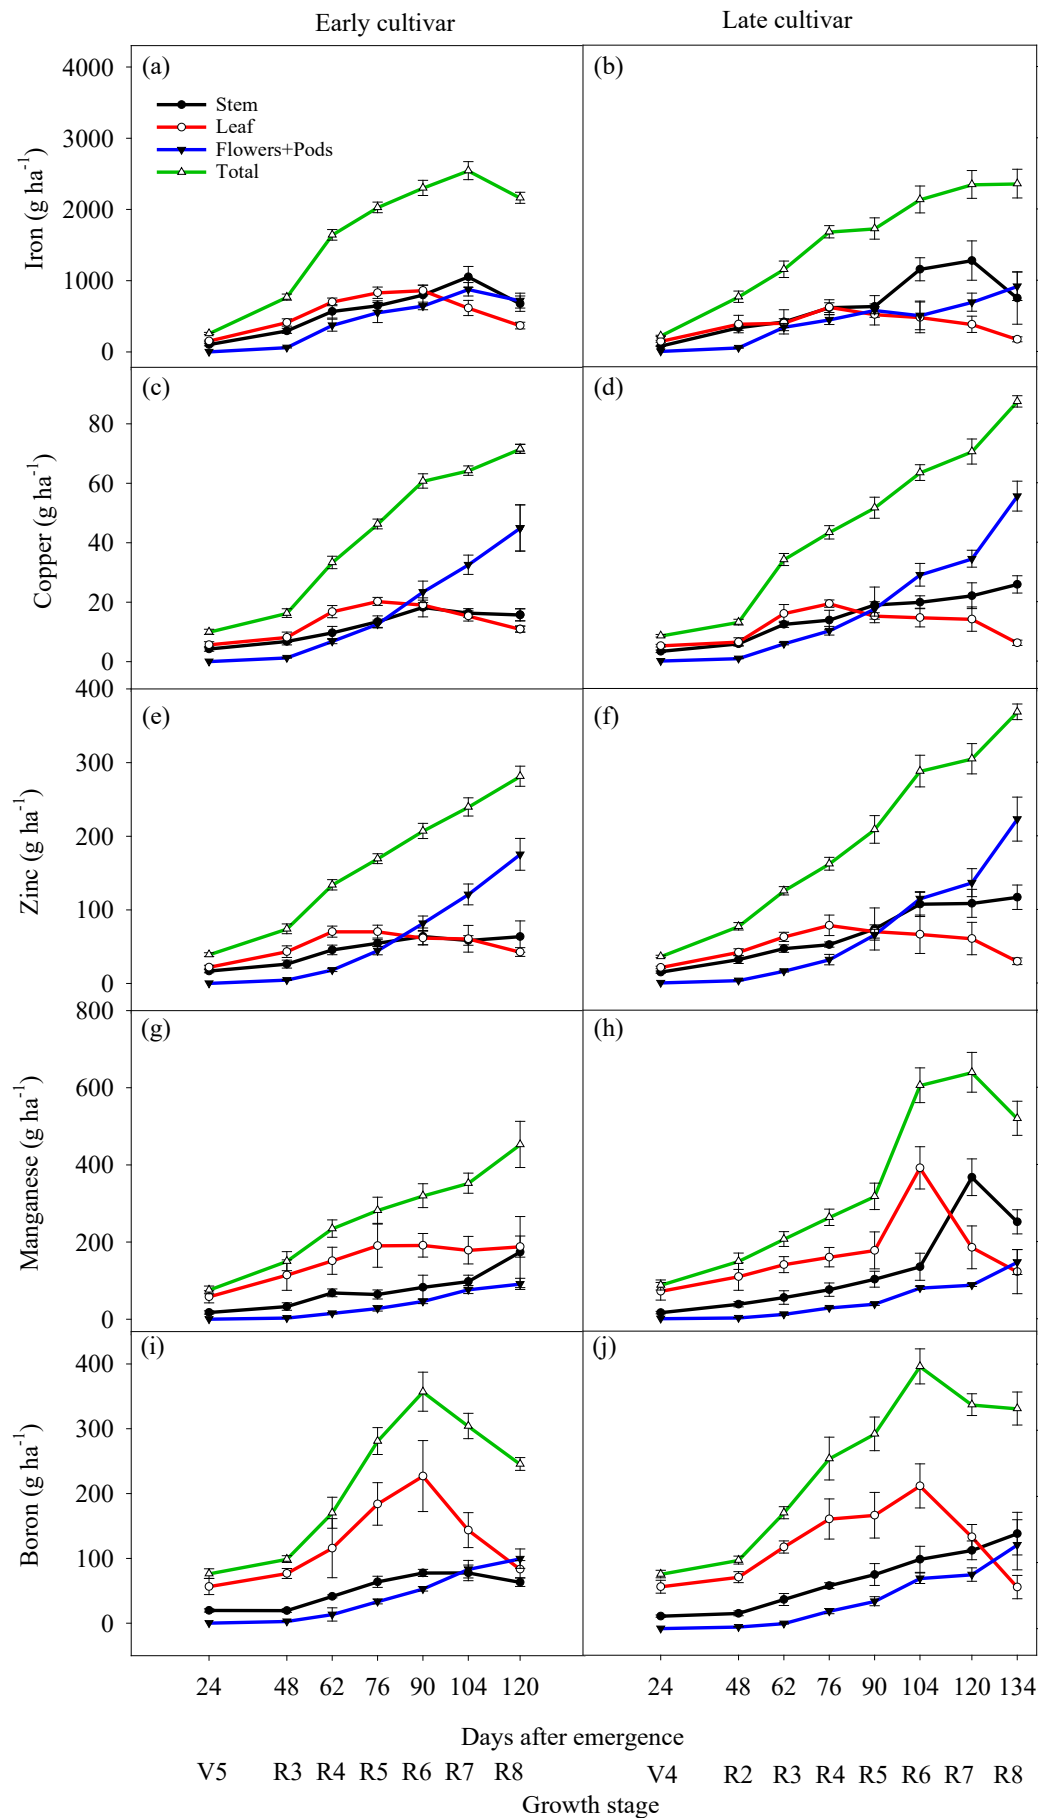 Early cultivar
Late cultivar
(a)
(b)
Stem
Leaf
Flowers+Pods
Total
Iron (g ha⁻¹)
4000
3000
2000
1000
0
(c)
(d)
Copper (g ha⁻¹)
80
60
40
20
0
(e)
(f)
Zinc (g ha⁻¹)
400
300
200
100
0
(g)
(h)
Manganese (g ha⁻¹)
800
600
400
200
0
(i)
(j)
Boron (g ha⁻¹)
400
300
200
100
0
24 48 62 76 90 104 120
24 48 62 76 90 104 120 134
Days after emergence
V5 R3 R4 R5 R6 R7 R8
V4 R2 R3 R4 R5 R6 R7 R8
Growth stage